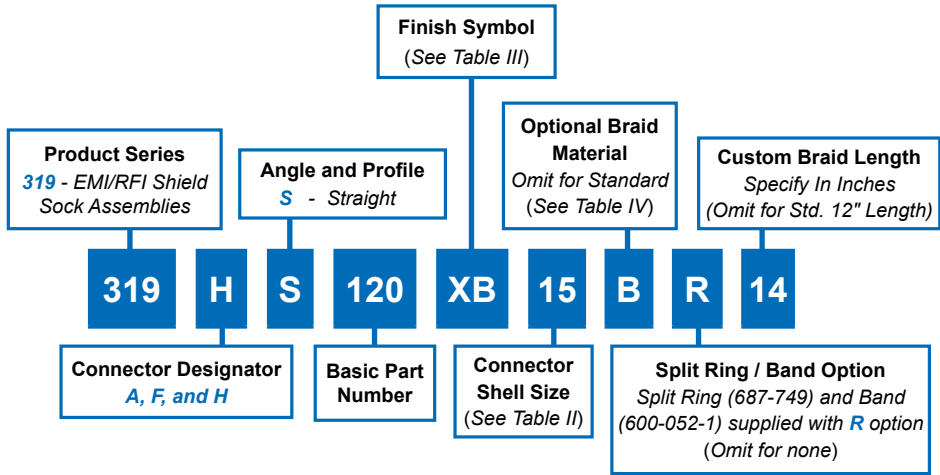 Finish Symbol
(See Table III)
Product Series
319 - EMI/RFI Shield
Sock Assemblies
Angle and Profile
S - Straight
Optional Braid
Material
Omit for Standard
(See Table IV)
Custom Braid Length
Specify In Inches
(Omit for Std. 12" Length)
319 H S 120 XB 15 B R 14
Connector Designator
A, F, and H
Basic Part
Number
Connector
Shell Size
(See Table II)
Split Ring / Band Option
Split Ring (687-749) and Band
(600-052-1) supplied with R option
(Omit for none)